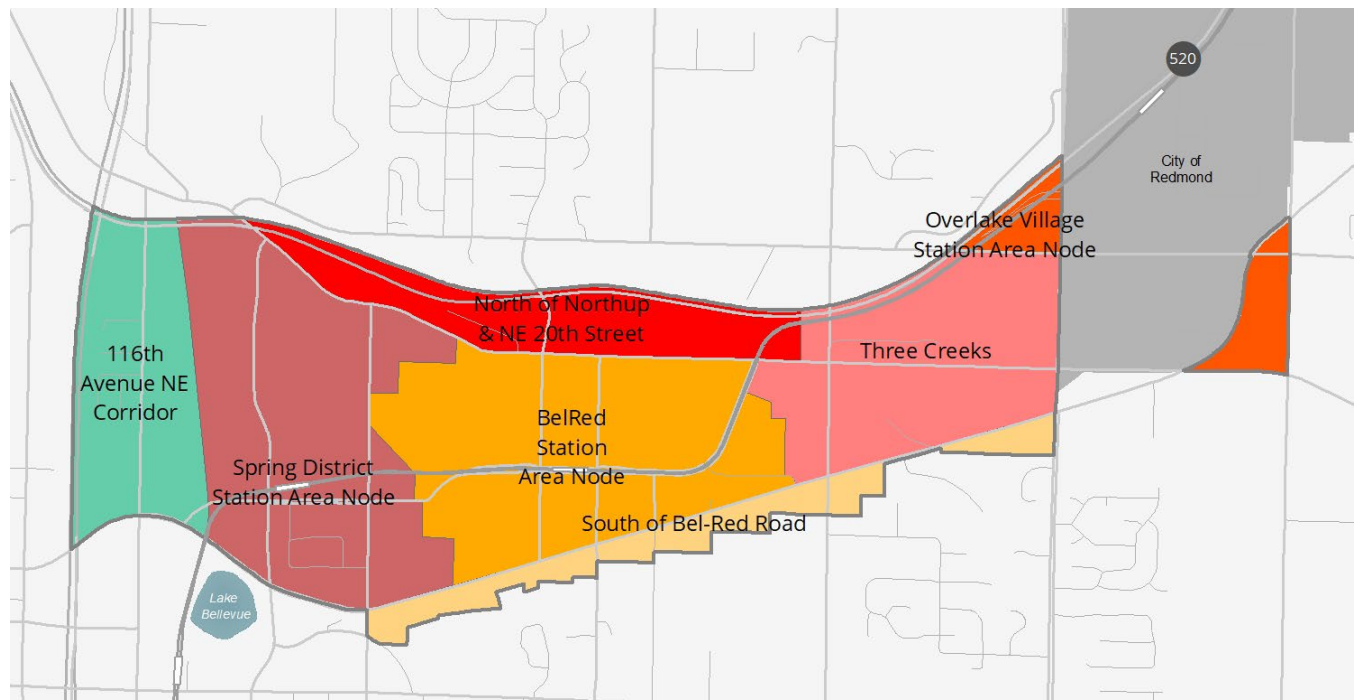 520
City of
Redmond
Overlake Village
Station Area Node
North of Northup
& NE 20th Street
Three Creeks
116th
Avenue NE
Corridor
BelRed
Station
Area Node
Spring District
Station Area Node
South of Bel-Red Road
Lake
Bellevue